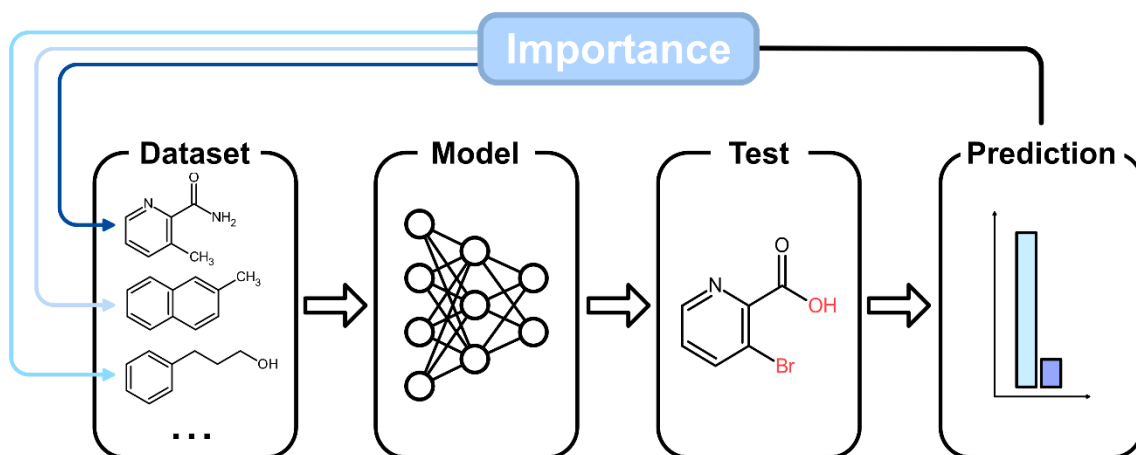 Importance
Dataset
Model
Test
Prediction
O
N
NH₂
CH₃
CH₃
OH
...
O
N
OH
Br